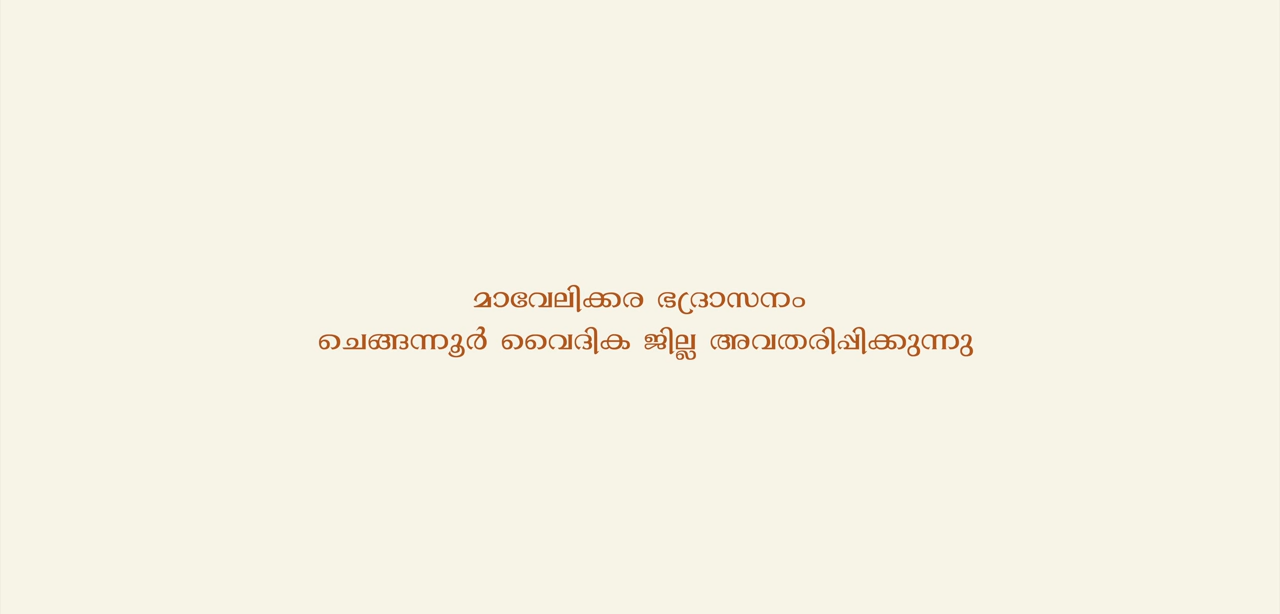 മാവേലിക്കര ഭദ്രാസനം
ചെങ്ങന്നൂർ വൈദിക ജില്ല അവതരിപ്പിക്കുന്നു